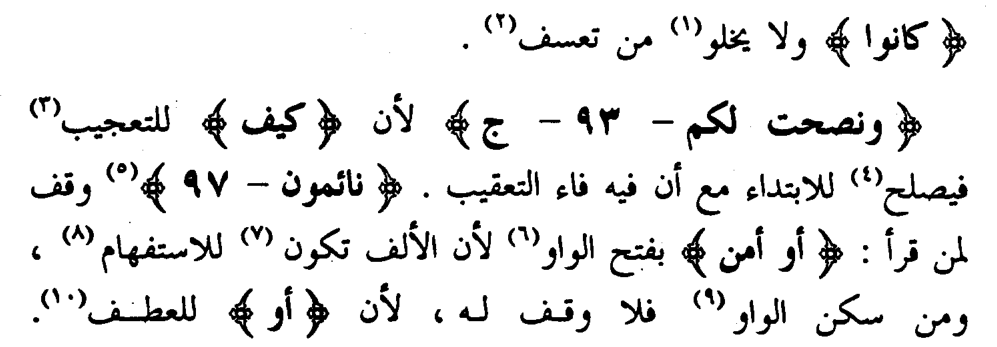 ﴿ كانوا ﴾ ولا يخلو(١) من تعسف(٢) .
﴿ ونصحت لكم – ٩٣ – ج ﴾ لأن ﴿ كيف ﴾ للتعجيب(٣)
فيصلح(٤) للابتداء مع أن فيه فاء التعقيب . ﴿ نائمون – ٩٧ ﴾(٥) وقف
لمن قرأ : ﴿ أو أمن ﴾ بفتح الواو(٦) لأن الألف تكون(٧) للاستفهام(٨) ،
ومن سكن الواو(٩) فلا وقف له ، لأن ﴿ أو ﴾ للعطف(١٠).